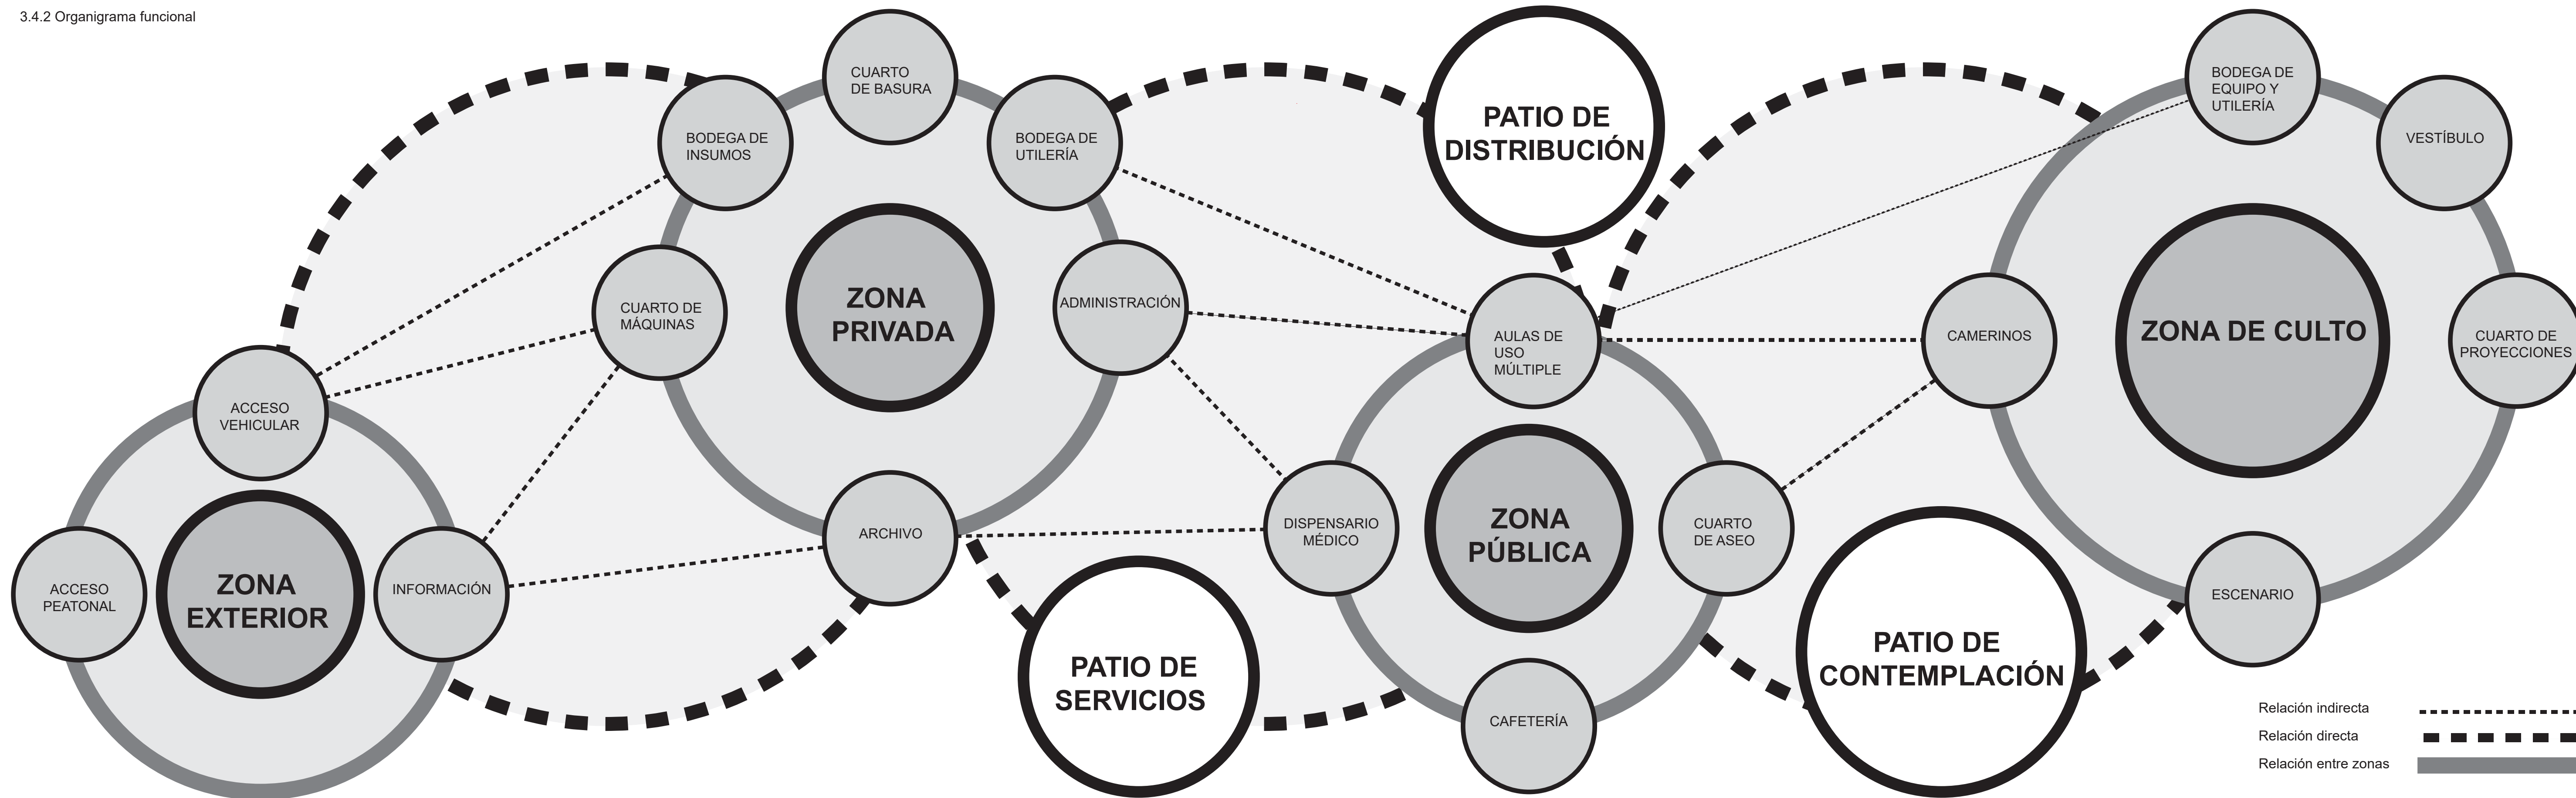 3.4.2 Organigrama funcional
CUARTO
DE BASURA
BODEGA DE
INSUMOS
BODEGA DE
UTILERÍA
CUARTO DE
MÁQUINAS
ZONA
PRIVADA
ADMINISTRACIÓN
ARCHIVO
ACCESO
VEHICULAR
ACCESO
PEATONAL
ZONA
EXTERIOR
INFORMACIÓN
PATIO DE
DISTRIBUCIÓN
PATIO DE
SERVICIOS
AULAS DE
USO
MÚLTIPLE
DISPENSARIO
MÉDICO
ZONA
PÚBLICA
CUARTO
DE ASEO
CAFETERÍA
PATIO DE
CONTEMPLACIÓN
BODEGA DE
EQUIPO Y
UTILERÍA
VESTÍBULO
CAMERINOS
ZONA DE CULTO
CUARTO DE
PROYECCIONES
ESCENARIO
Relación indirecta
Relación directa
Relación entre zonas